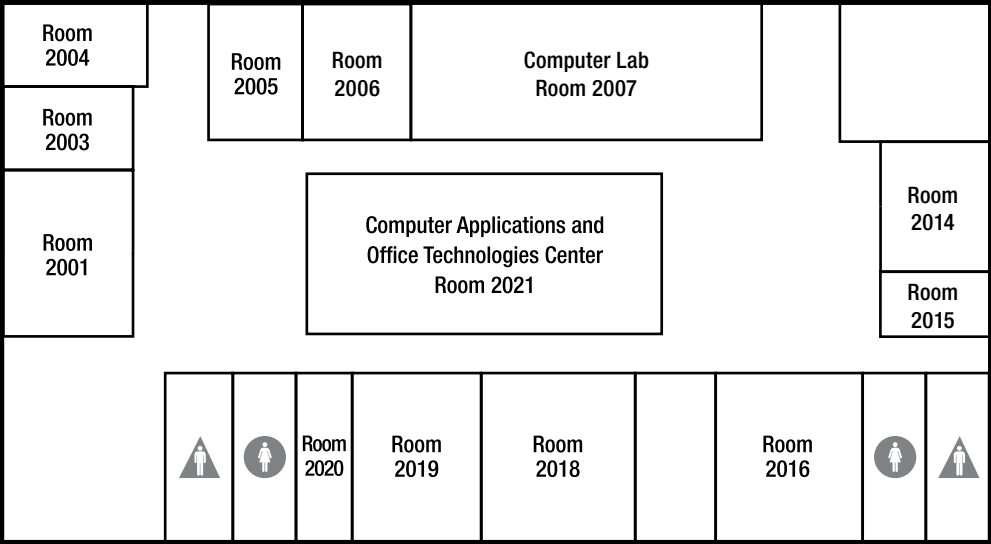 Room
2004
Room
2005
Room
2006
Computer Lab
Room 2007
Room
2003
Room
2001
Computer Applications and
Office Technologies Center
Room 2021
Room
2014
Room
2015
Room
2020
Room
2019
Room
2018
Room
2016